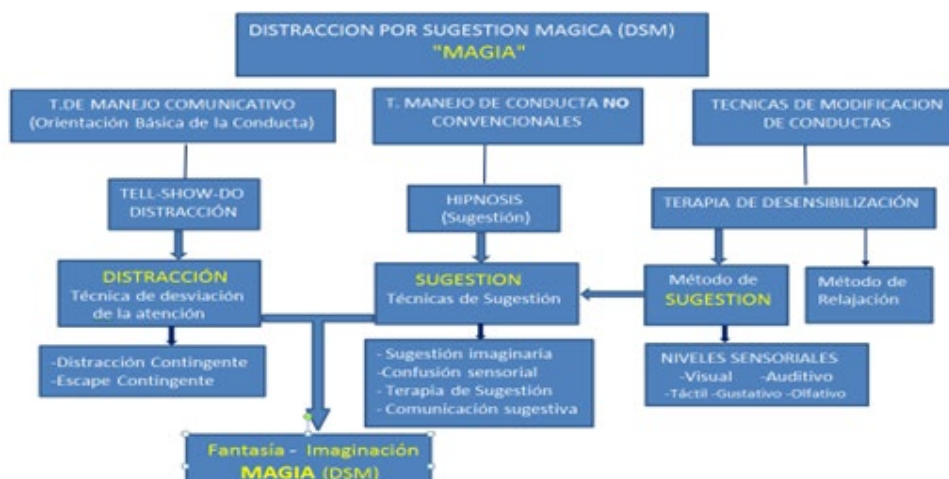 DISTRACCION POR SUGESTION MAGICA (DSM)
"MAGIA"
T.DE MANEJO COMUNICATIVO
(Orientación Básica de la Conducta)
T. MANEJO DE CONDUCTA NO
CONVENCIONALES
TECNICAS DE MODIFICACION
DE CONDUCTAS
TELL-SHOW-DO
DISTRACCIÓN
HIPNOSIS
(Sugestión)
TERAPIA DE DESENSIBILIZACIÓN
DISTRACCIÓN
Técnica de desviación
de la atención
SUGESTION
Técnicas de Sugestión
Método de
SUGESTION
Método de
Relajación
-Distracción Contingente
-Escape Contingente
- Sugestión imaginaria
-Confusión sensorial
- Terapia de Sugestión
- Comunicación sugestiva
NIVELES SENSORIALES
-Visual -Auditivo
-Táctil -Gustativo -Olfativo
Fantasía - Imaginación
MAGIA (DSM)